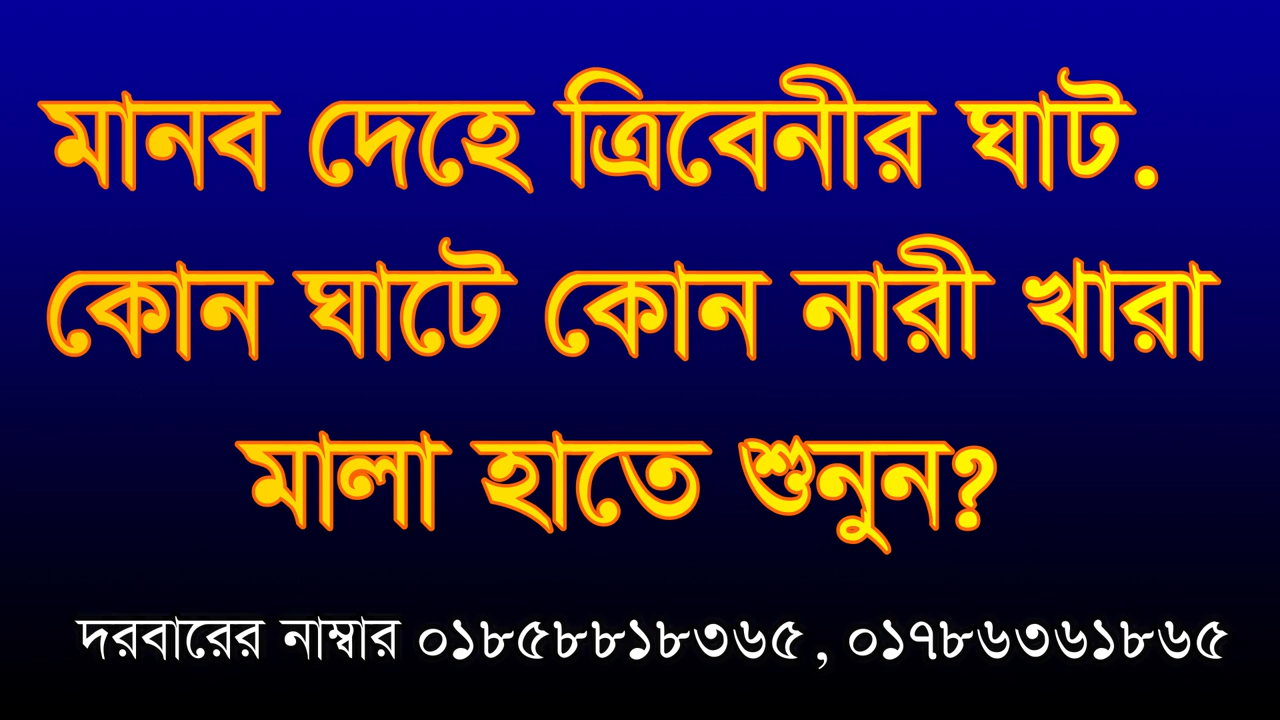 মানব দেহে ত্রিবেনীর ঘাট.
কোন ঘাটে কোন নারী খারা
মালা হাতে শুনুন?
দরবারের নাম্বার ০১৮৫৮৮১৮৩৬৫, ০১৭৮৬৩৬১৮৬৫